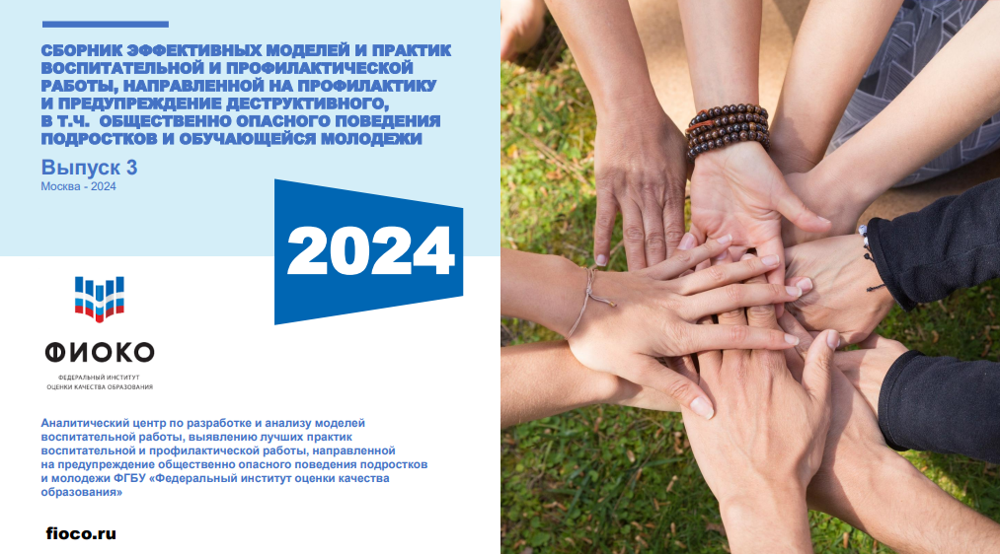 СБОРНИК ЭФФЕКТИВНЫХ МОДЕЛЕЙ И ПРАКТИК
ВОСПИТАТЕЛЬНОЙ И ПРОФИЛАКТИЧЕСКОЙ
РАБОТЫ, НАПРАВЛЕННОЙ НА ПРОФИЛАКТИКУ
И ПРЕДУПРЕЖДЕНИЕ ДЕСТРУКТИВНОГО,
В Т.Ч. ОБЩЕСТВЕННО ОПАСНОГО ПОВЕДЕНИЯ
ПОДРОСТКОВ И ОБУЧАЮЩЕЙСЯ МОЛОДЕЖИ
Выпуск 3
Москва - 2024
2024
ФИОКО
ФЕДЕРАЛЬНЫЙ ИНСТИТУТ
ОЦЕНКИ КАЧЕСТВА ОБРАЗОВАНИЯ
Аналитический центр по разработке и анализу моделей
воспитательной работы, выявлению лучших практик
воспитательной и профилактической работы, направленной
на предупреждение общественно опасного поведения подростков
и молодежи ФГБУ «Федеральный институт оценки качества
образования»
fioco.ru